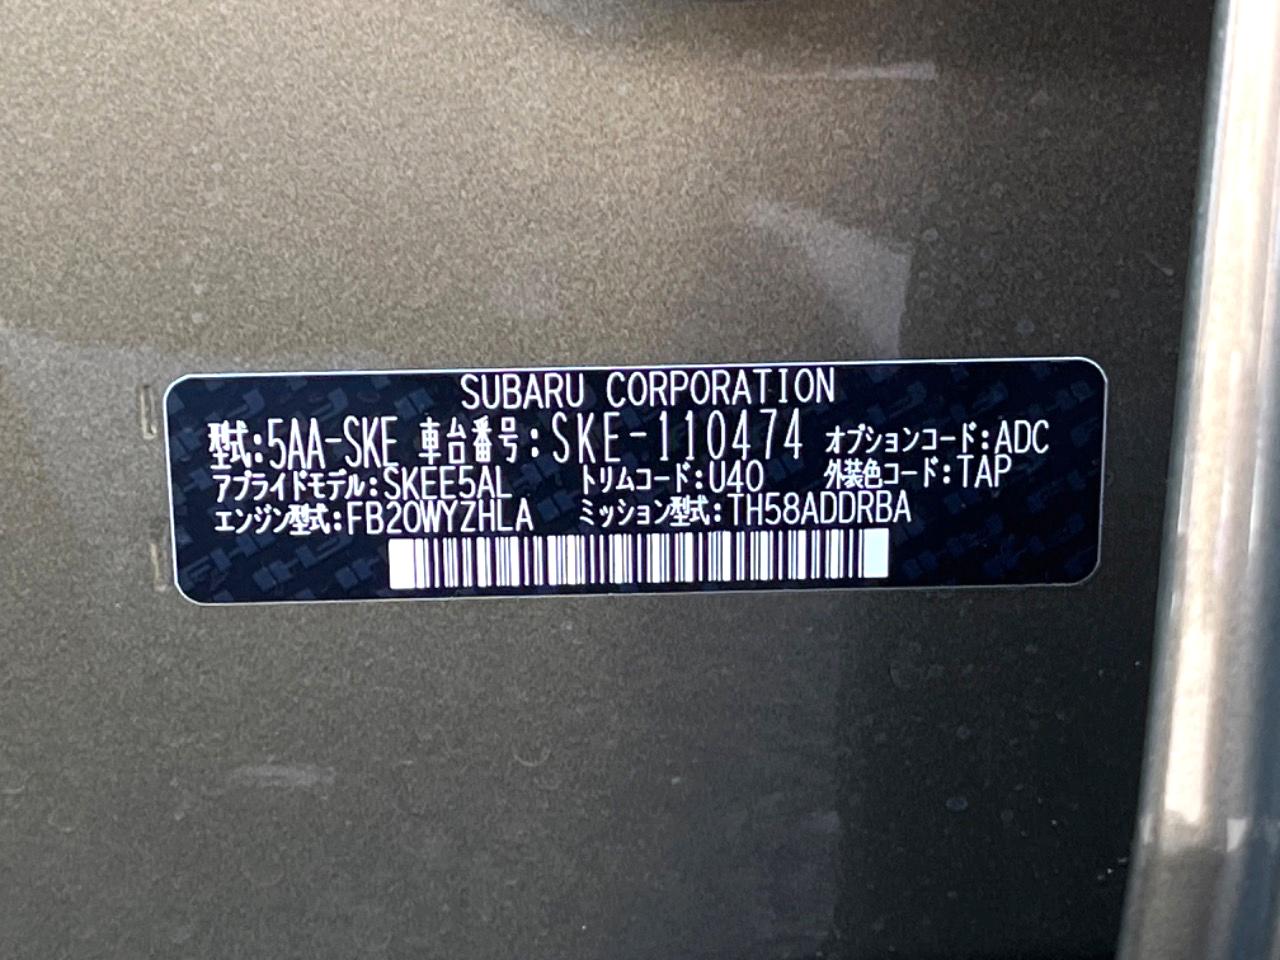 SUBARU CORPORATION
型式:5AA-SKE 車台番号:SKE-110474 オプションコード:ADC
アプライドモデル:SKEE5AL トリムコード:U40 外装色コード:TAP
エンジン型式:FB20WYZHLA ミッション型式:TH58ADDRBA